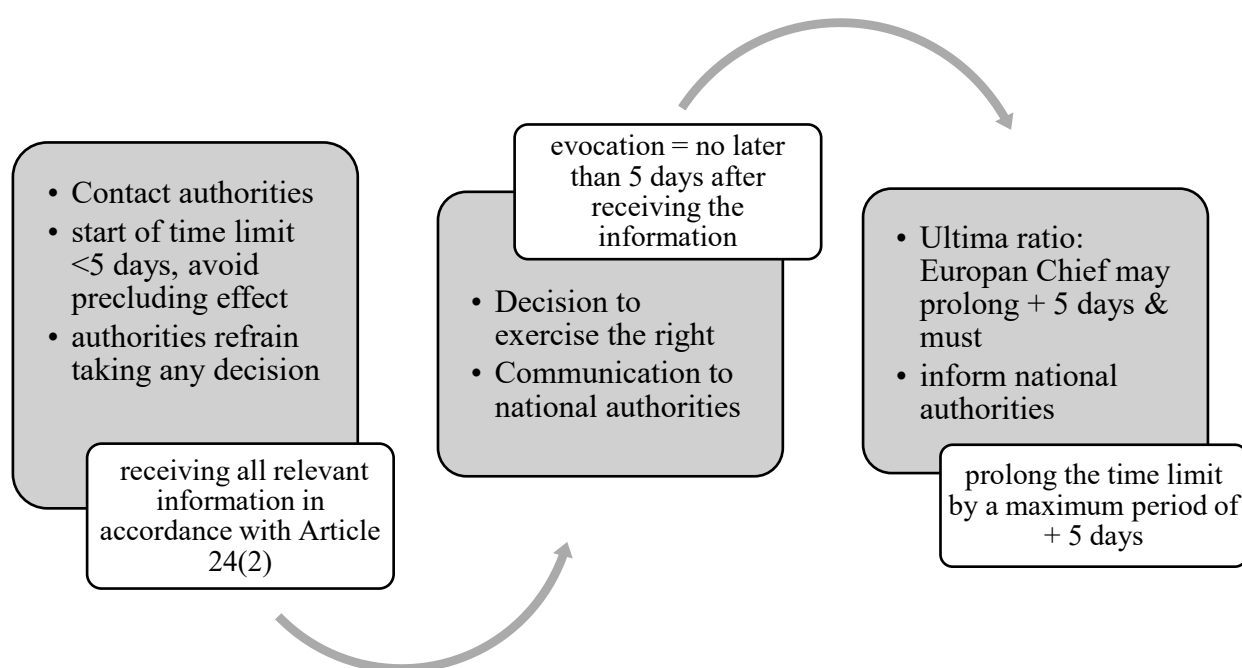 • Contact authorities
• start of time limit
<5 days, avoid
precluding effect
• authorities refrain
taking any decision
receiving all relevant
information in
accordance with Article
24(2)
evocation = no later
than 5 days after
receiving the
information
• Decision to
exercise the right
• Communication to
national authorities
• Ultima ratio:
Europan Chief may
prolong + 5 days &
must
• inform national
authorities
prolong the time limit
by a maximum period of
+ 5 days